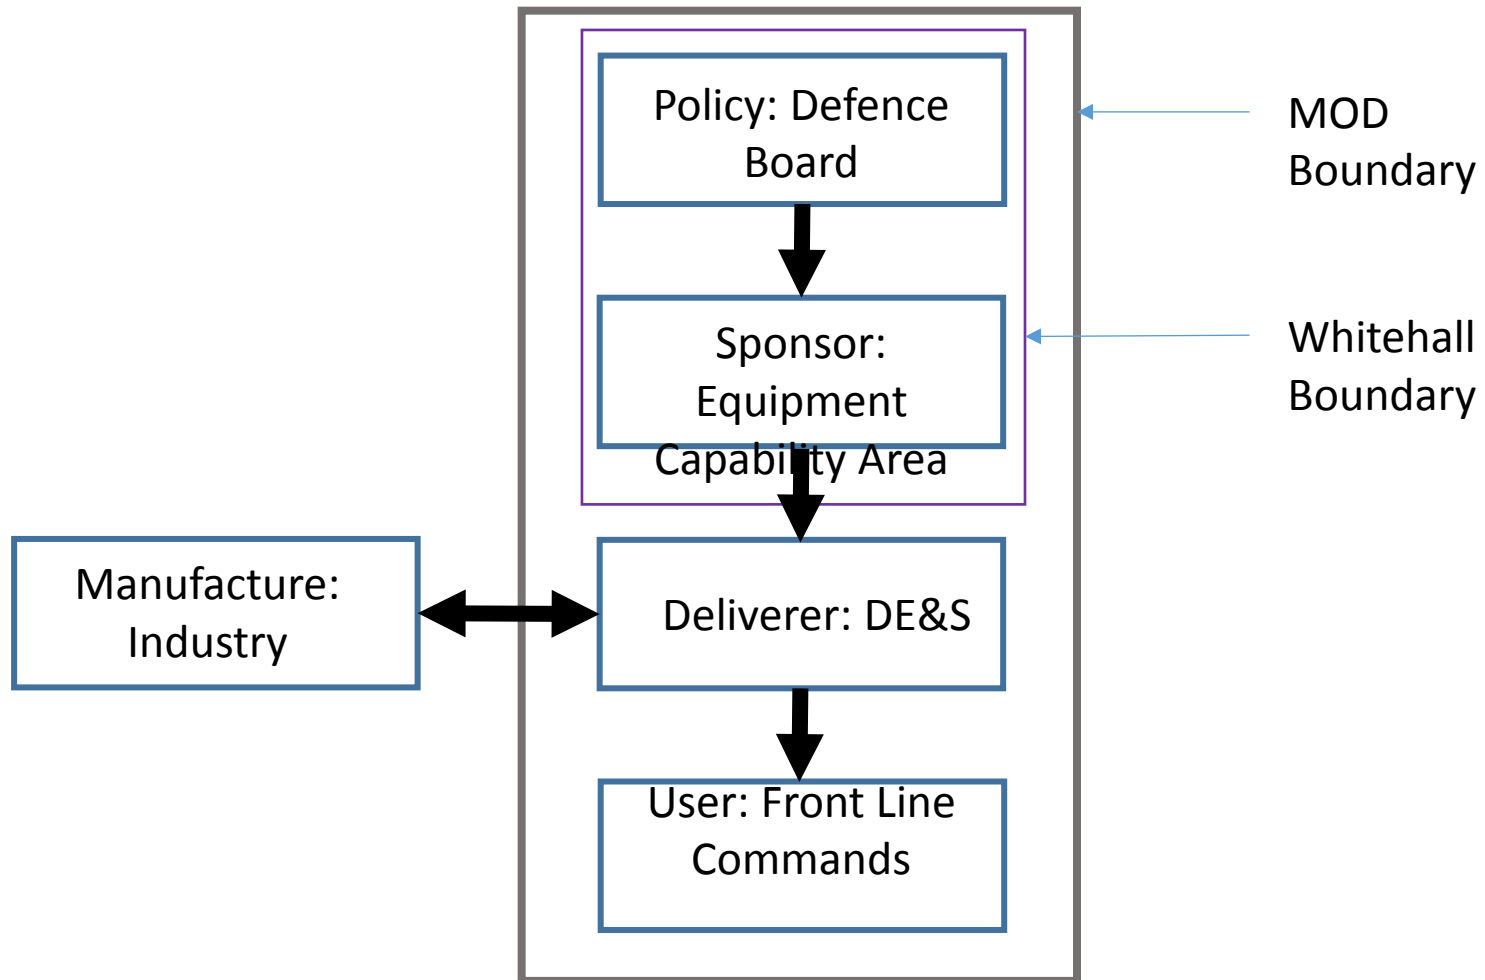 Policy: Defence
Board
MOD
Boundary
Sponsor:
Equipment
Capability Area
Whitehall
Boundary
Manufacture:
Industry
Deliverer: DE&S
User: Front Line
Commands